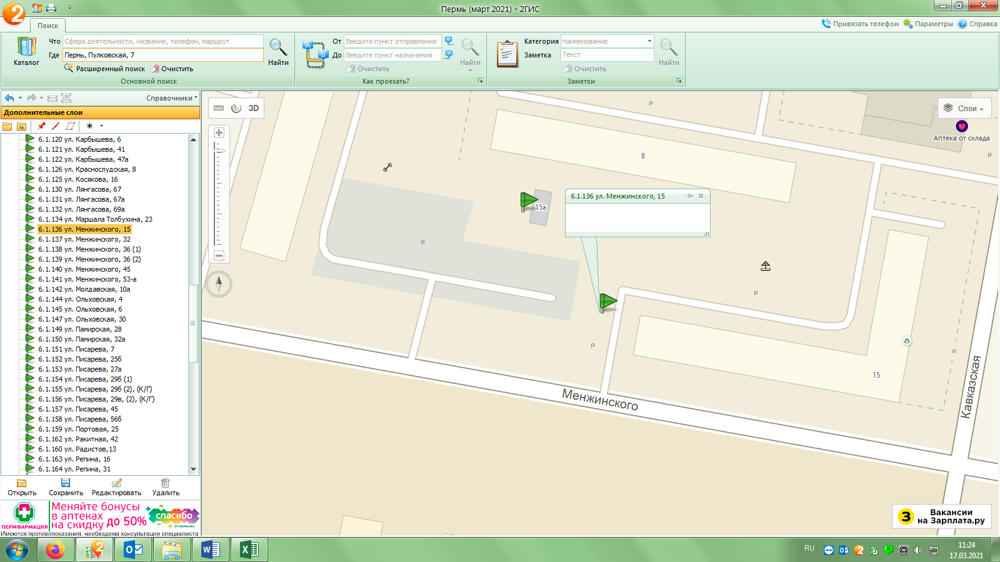 Пермь (март 2021) - 2ГИС
Поиск
Привязать телефон
Параметры
Справка
Каталог
Что
Сфера деятельности, название, телефон, маршрут
Где
Пермь, Пулковская, 7
Расширенный поиск
Очистить
Найти
Основной поиск
От
Введите пункт отправления
До
Введите пункт назначения
Очистить
Найти
Как проехать?
Категория
Наименование
Заметка
Текст
Очистить
Найти
Заметки
Справочники
Дополнительные слои
6.1.120 ул. Карбышева, 6
6.1.121 ул. Карбышева, 41
6.1.122 ул. Карбышева, 47а
6.1.126 ул. Краснослудская, 8
6.1.125 ул. Косякова, 16
6.1.130 ул. Лянгасова, 67
6.1.131 ул. Лянгасова, 67а
6.1.132 ул. Лянгасова, 69а
6.1.134 ул. Маршала Толбухина, 23
6.1.136 ул. Менжинского, 15
6.1.137 ул. Менжинского, 32
6.1.138 ул. Менжинского, 36 (1)
6.1.139 ул. Менжинского, 36 (2)
6.1.140 ул. Менжинского, 45
6.1.141 ул. Менжинского, 53-а
6.1.142 ул. Молдавская, 10а
6.1.144 ул. Ольховская, 4
6.1.145 ул. Ольховская, 6
6.1.147 ул. Ольховская, 30
6.1.149 ул. Памирская, 28
6.1.150 ул. Памирская, 32а
6.1.151 ул. Писарева, 7
6.1.152 ул. Писарева, 25б
6.1.153 ул. Писарева, 27а
6.1.154 ул. Писарева, 29б (1)
6.1.155 ул. Писарева, 29б (2), (К/Г)
6.1.156 ул. Писарева, 29в, (2), (К/Г)
6.1.157 ул. Писарева, 45
6.1.158 ул. Писарева, 56б
6.1.159 ул. Портовая, 25
6.1.162 ул. Ракитная, 42
6.1.160 ул. Радистов,13
6.1.163 ул. Репина, 16
6.1.164 ул. Репина, 31
Открыть
Сохранить
Редактировать
Удалить
ПЕРМФАРМАЦИЯ
Меняйте бонусы
в аптеках
на скидку до 50%
спасибо
ОТ СБЕРБАНКА
Имеются противопоказания, необходима консультация специалиста
3D
Слои
Аптека от склада
P
8
P
15а
6.1.136 ул. Менжинского, 15
P
P
P
15
Менжинского
Кавказская
З
Вакансии
на Зарплата.ру
RU
11:24
17.03.2021